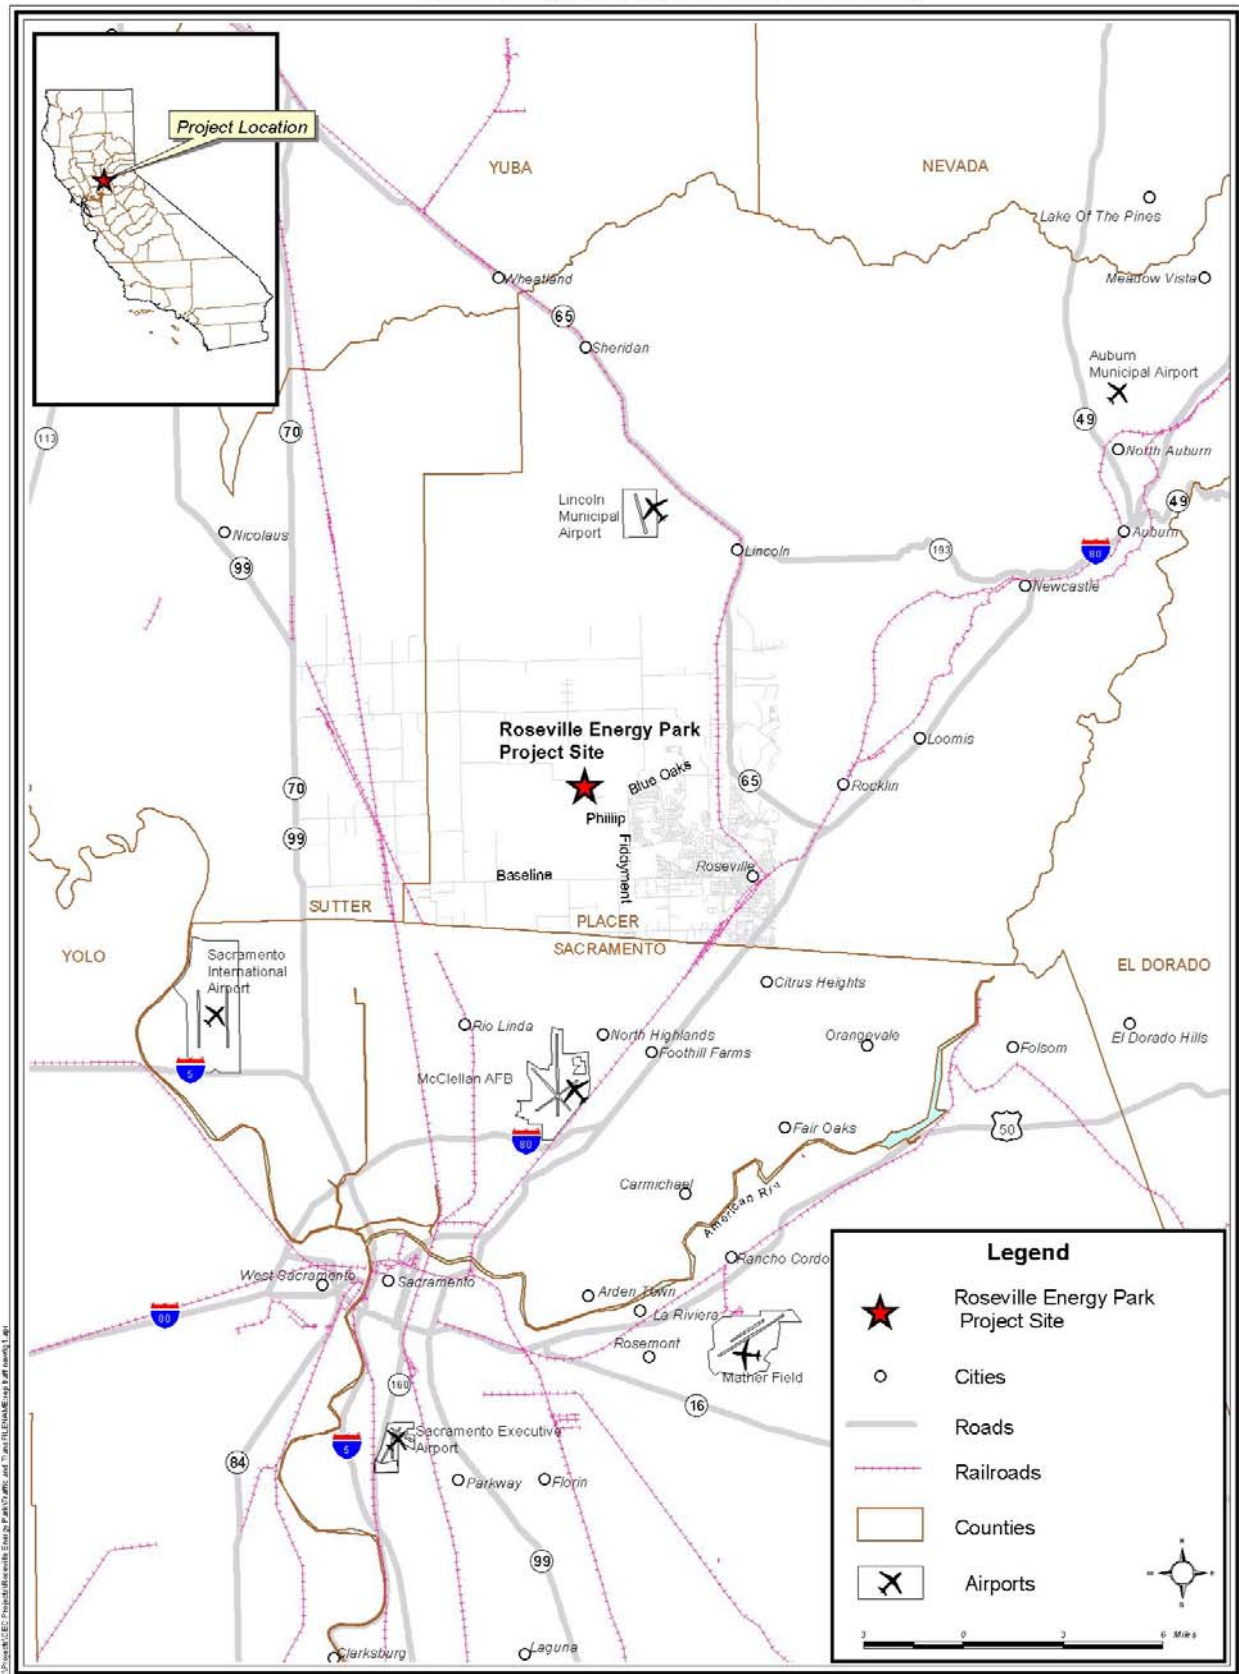 Project Location
YUBA
NEVADA
Lake Of The Pines
Meadow Vista
Wheatland
65
Sheridan
Auburn
Municipal Airport
49
70
113
North Auburn
Lincoln
Municipal
Airport
49
Nicolaus
Auburn
Lincoln
193
80
99
Newcastle
Roseville Energy Park
Project Site
Loomis
Blue Oaks
65
70
Rocklin
Phillip
99
Fiddyment
Baseline
Roseville
SUTTER
PLACER
YOLO
SACRAMENTO
EL DORADO
Sacramento
International
Airport
Citrus Heights
Rio Linda
North Highlands
Orangevale
El Dorado Hills
Foothill Farms
Folsom
5
McClellan AFB
80
Fair Oaks
50
Carmichael
American Riv
Rancho Cordo
West Sacramento
Sacramento
Arden Town
La Riviera
Rosemont
Mather Field
160
16
Sacramento Executive
Airport
5
84
Parkway
Florin
99
Clarksburg
Laguna
Legend
Roseville Energy Park
Project Site
Cities
Roads
Railroads
Counties
Airports
N
S
3 0 3 6 Miles